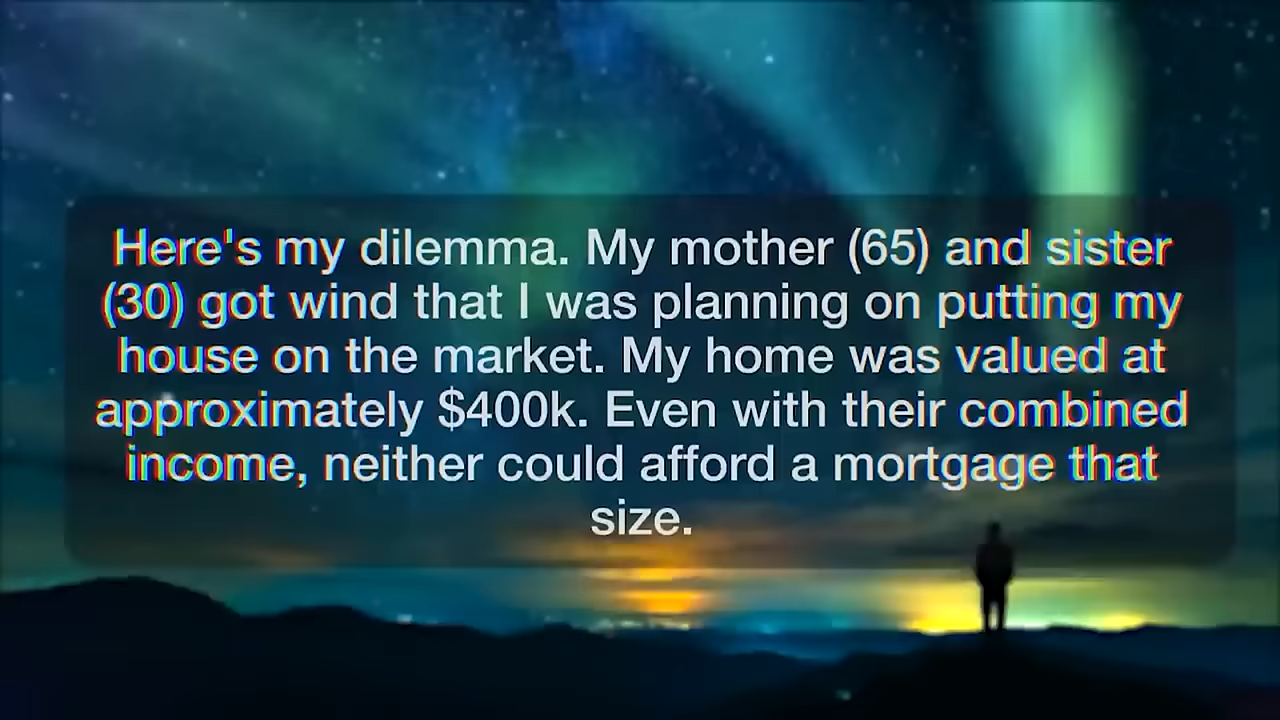 Here's my dilemma. My mother (65) and sister
(30) got wind that I was planning on putting my
house on the market. My home was valued at
approximately $400k. Even with their combined
income, neither could afford a mortgage that
size.